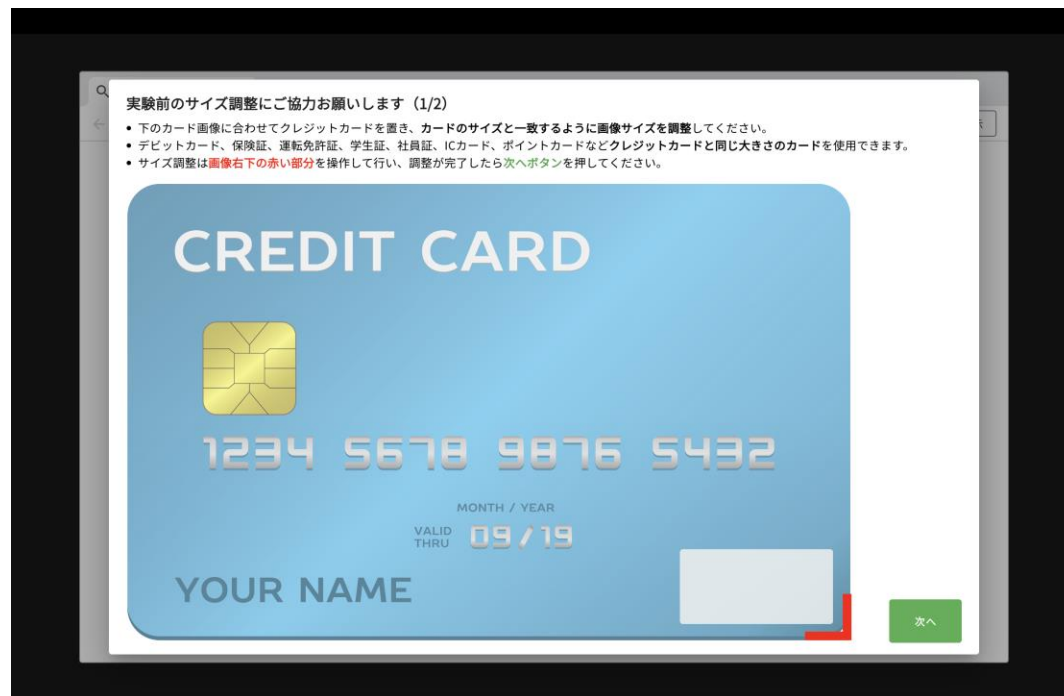 実験前のサイズ調整にご協力お願いします（1/2）
• 下のカード画像に合わせてクレジットカードを置き、カードのサイズと一致するように画像サイズを調整してください。
• デビットカード、保険証、運転免許証、学生証、社員証、ICカード、ポイントカードなどクレジットカードと同じ大きさのカードを使用できます。
• サイズ調整は画像右下の赤い部分を操作して行い、調整が完了したら次へボタンを押してください。
CREDIT CARD
1234 5678 9876 5432
MONTH / YEAR
VALID
THRU 09/19
YOUR NAME
次へ